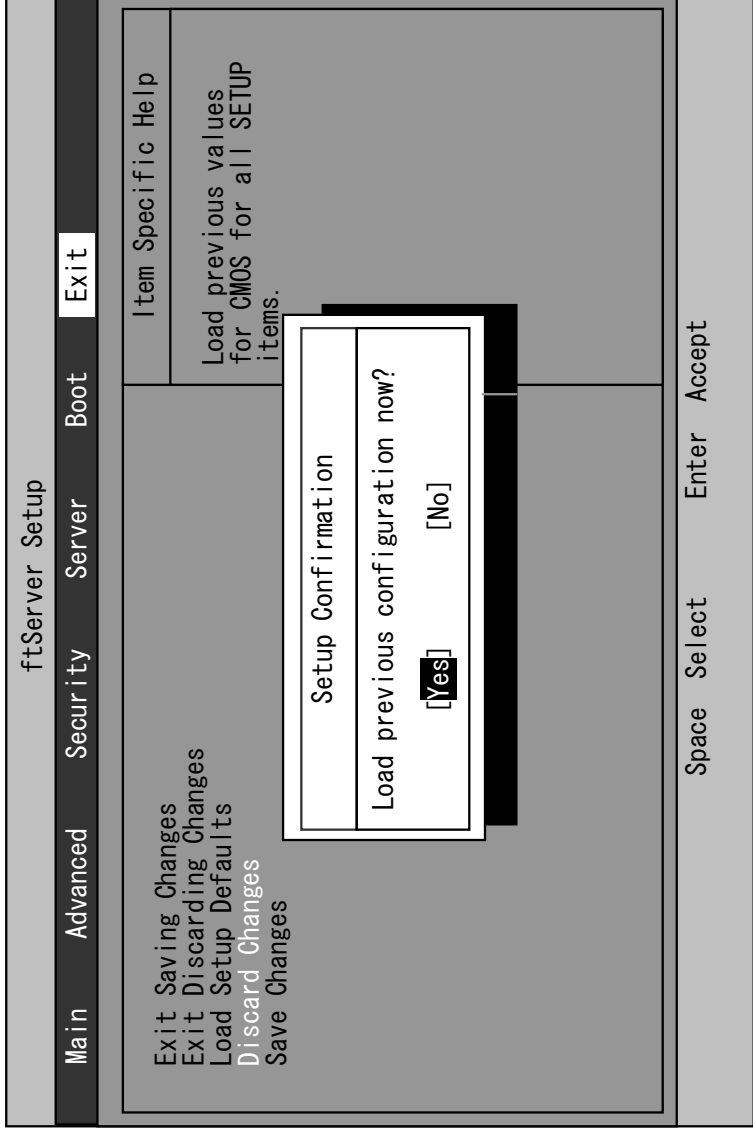 ftServer Setup
Main Advanced Security Server Boot Exit
Exit Saving Changes
Exit Discarding Changes
Load Setup Defaults
Discard Changes
Save Changes
Item Specific Help
Load previous values
for CMOS for all SETUP
items.
Setup Confirmation
Load previous configuration now?
[Yes] [No]
Space Select Enter Accept